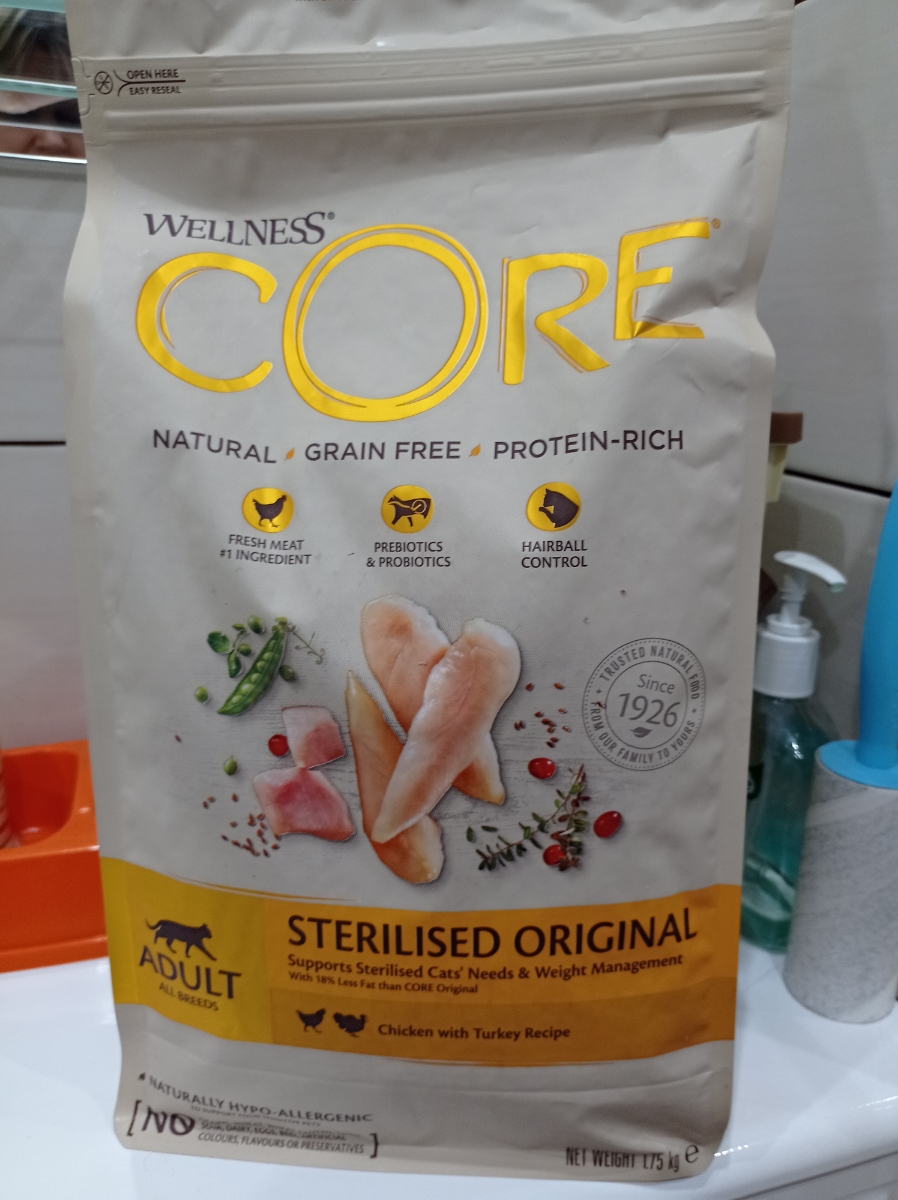 OPEN HERE
EASY RESEAL
WELLNESS®
CORE®
NATURAL GRAIN FREE PROTEIN-RICH
FRESH MEAT
#1 INGREDIENT
PREBIOTICS
& PROBIOTICS
HAIRBALL
CONTROL
TRUSTED NATURAL FOOD
Since
1926
FROM OUR FAMILY TO YOURS
STERILISED ORIGINAL
Supports Sterilised Cats' Needs & Weight Management
With 18% Less Fat than CORE Original
ADULT
ALL BREEDS
Chicken with Turkey Recipe
NATURALLY HYPO-ALLERGENIC
[NO
COLOURS, FLAVOURS OR PRESERVATIVES]
NET WEIGHT 1.75 kg e